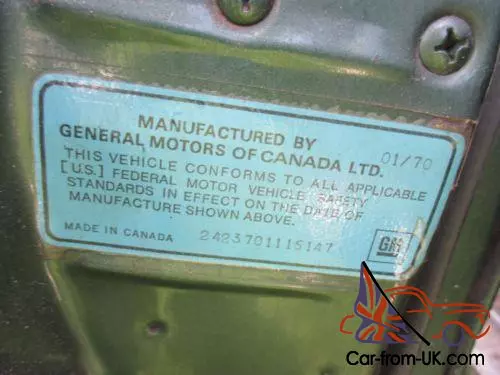 MANUFACTURED BY
GENERAL MOTORS OF CANADA LTD. 01/70
THIS VEHICLE CONFORMS TO ALL APPLICABLE
[U.S.] FEDERAL MOTOR VEHICLE SAFETY
STANDARDS IN EFFECT ON THE DATE OF
MANUFACTURE SHOWN ABOVE.
MADE IN CANADA 2423701115147 GM
Car-from-UK.com